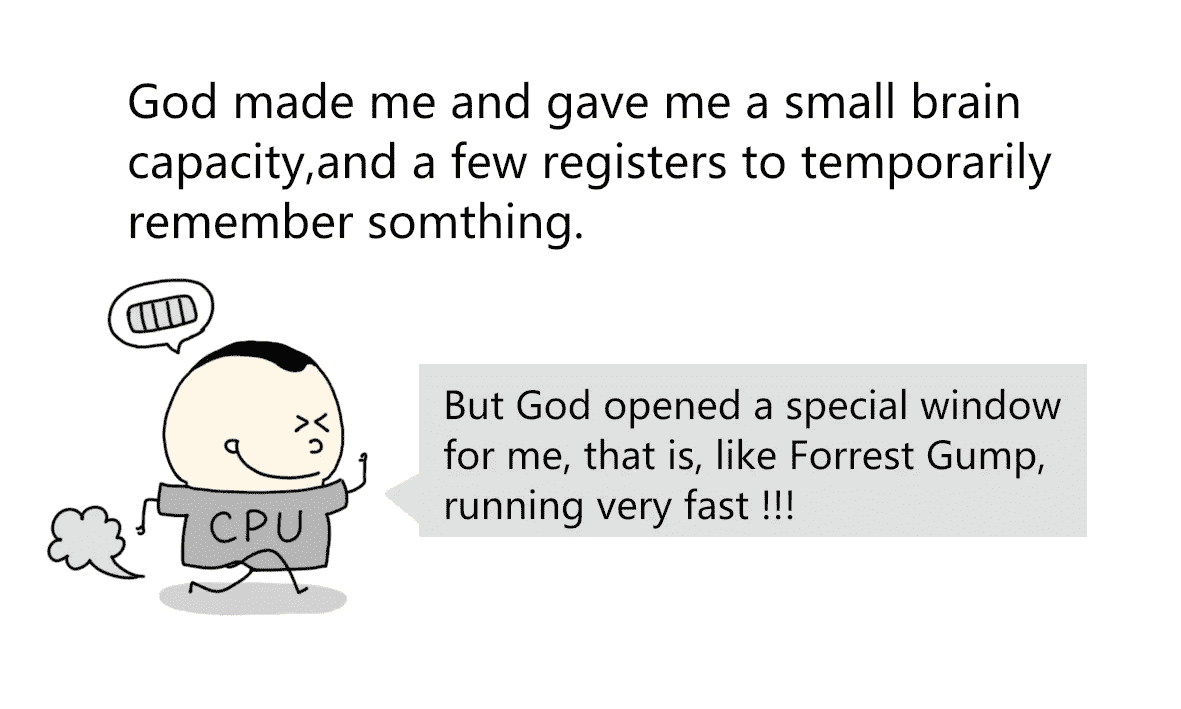 God made me and gave me a small brain
capacity,and a few registers to temporarily
remember somthing.
But God opened a special window
for me, that is, like Forrest Gump,
running very fast !!!
CPU